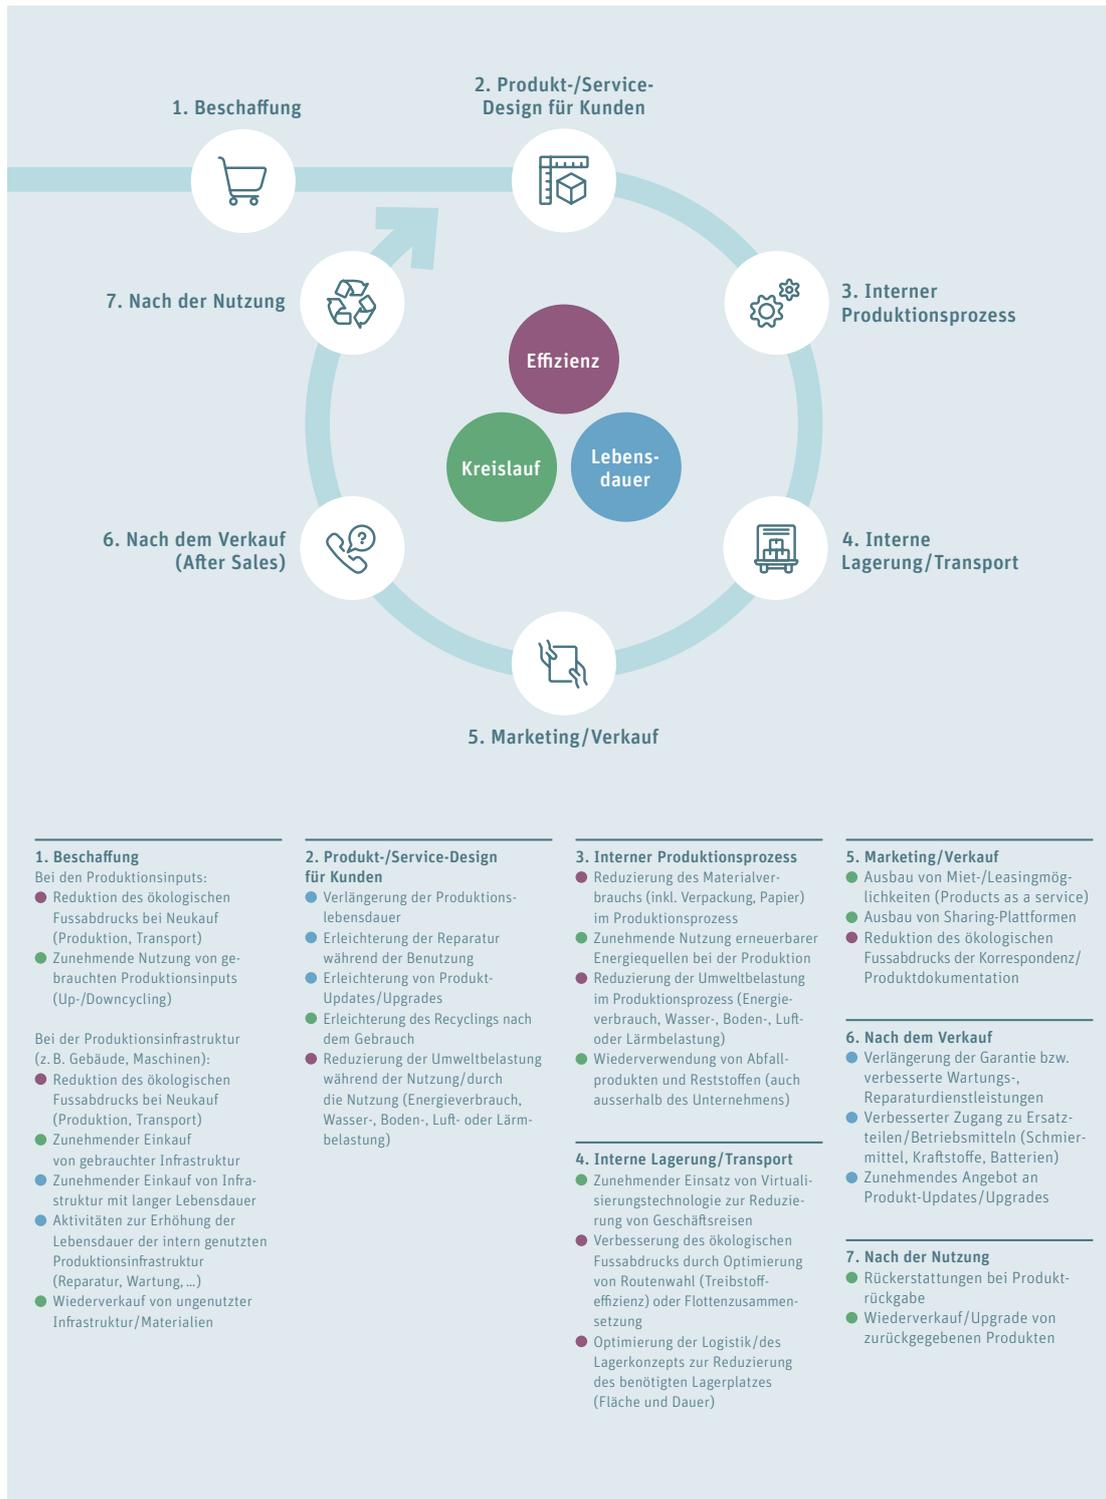 2. Produkt-/Service-
Design für Kunden
1. Beschaffung
7. Nach der Nutzung
3. Interner
Produktionsprozess
Effizienz
Kreislauf
Lebens-
dauer
6. Nach dem Verkauf
(After Sales)
4. Interne
Lagerung/Transport
?
5. Marketing/Verkauf
1. Beschaffung
Bei den Produktionsinputs:
Reduktion des ökologischen
Fussabdrucks bei Neukauf
(Produktion, Transport)
Zunehmende Nutzung von ge-
brauchten Produktionsinputs
(Up-/Downcycling)
Bei der Produktionsinfrastruktur
(z. B. Gebäude, Maschinen):
Reduktion des ökologischen
Fussabdrucks bei Neukauf
(Produktion, Transport)
Zunehmender Einkauf
von gebrauchter Infrastruktur
Zunehmender Einkauf von Infra-
struktur mit langer Lebensdauer
Aktivitäten zur Erhöhung der
Lebensdauer der intern genutzten
Produktionsinfrastruktur
(Reparatur, Wartung, ...)
Wiederverkauf von ungenutzter
Infrastruktur/Materialien
2. Produkt-/Service-Design
für Kunden
Verlängerung der Produktions-
lebensdauer
Erleichterung der Reparatur
während der Benutzung
Erleichterung von Produkt-
Updates/Upgrades
Erleichterung des Recyclings nach
dem Gebrauch
Reduzierung der Umweltbelastung
während der Nutzung/durch
die Nutzung (Energieverbrauch,
Wasser-, Boden-, Luft- oder Lärm-
belastung)
3. Interner Produktionsprozess
Reduzierung des Materialver-
brauchs (inkl. Verpackung, Papier)
im Produktionsprozess
Zunehmende Nutzung erneuerbarer
Energiequellen bei der Produktion
Reduzierung der Umweltbelastung
im Produktionsprozess (Energie-
verbrauch, Wasser-, Boden-, Luft-
oder Lärmbelastung)
Wiederverwendung von Abfall-
produkten und Reststoffen (auch
ausserhalb des Unternehmens)
4. Interne Lagerung/Transport
Zunehmender Einsatz von Virtuali-
sierungstechnologie zur Reduzie-
rung von Geschäftsreisen
Verbesserung des ökologischen
Fussabdrucks durch Optimierung
von Routenwahl (Treibstoff-
effizienz) oder Flottenzusammen-
setzung
Optimierung der Logistik/des
Lagerkonzepts zur Reduzierung
des benötigten Lagerplatzes
(Fläche und Dauer)
5. Marketing/Verkauf
Ausbau von Miet-/Leasingmög-
lichkeiten (Products as a service)
Ausbau von Sharing-Plattformen
Reduktion des ökologischen
Fussabdrucks der Korrespondenz/
Produktdokumentation
6. Nach dem Verkauf
Verlängerung der Garantie bzw.
verbesserte Wartungs-,
Reparaturdienstleistungen
Verbesserter Zugang zu Ersatz-
teilen/Betriebsmitteln (Schmier-
mittel, Kraftstoffe, Batterien)
Zunehmendes Angebot an
Produkt-Updates/Upgrades
7. Nach der Nutzung
Rückerstattungen bei Produkt-
rückgabe
Wiederverkauf/Upgrade von
zurückgegebenen Produkten